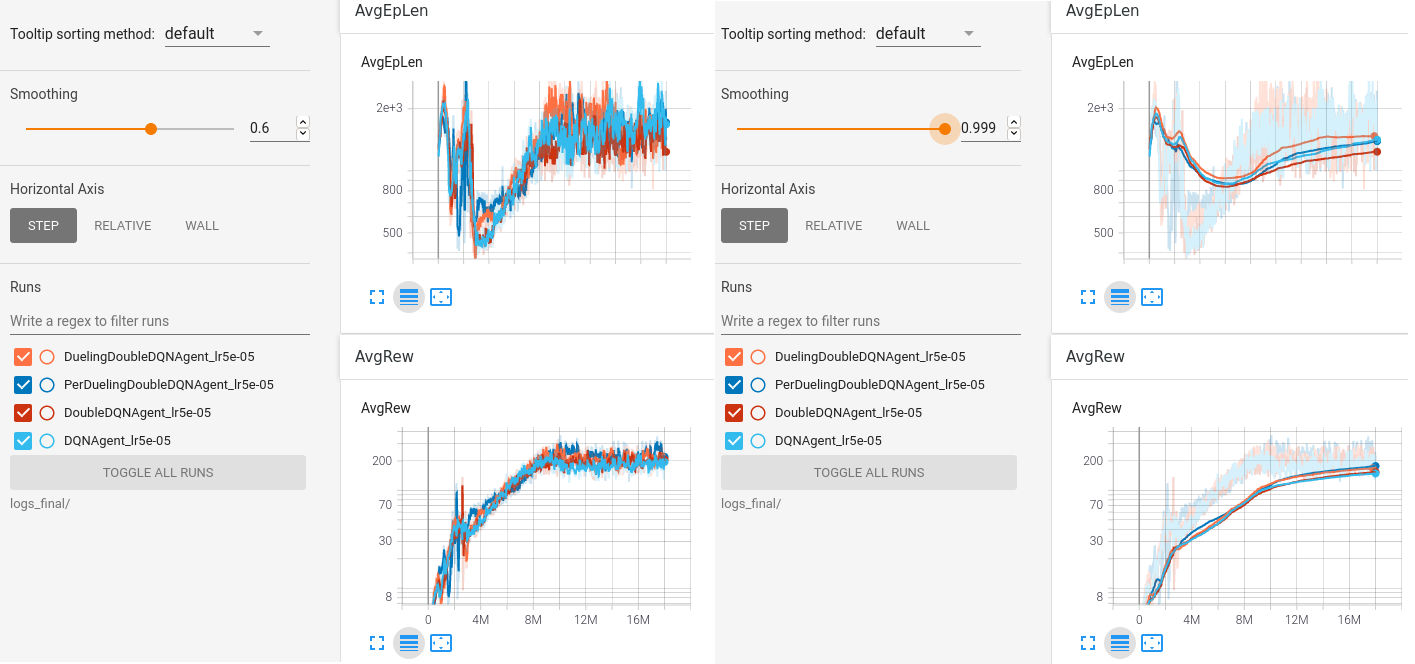 Tooltip sorting method: default
Smoothing
0.6
Horizontal Axis
STEP RELATIVE WALL
Runs
Write a regex to filter runs
DuelingDoubleDQNAgent_lr5e-05
PerDuelingDoubleDQNAgent_lr5e-05
DoubleDQNAgent_lr5e-05
DQNAgent_lr5e-05
TOGGLE ALL RUNS
logs_final/
AvgEpLen
AvgEpLen
2e+3
800
500
AvgRew
AvgRew
200
70
30
8
0 4M 8M 12M 16M
Tooltip sorting method: default
Smoothing
0.999
Horizontal Axis
STEP RELATIVE WALL
Runs
Write a regex to filter runs
DuelingDoubleDQNAgent_lr5e-05
PerDuelingDoubleDQNAgent_lr5e-05
DoubleDQNAgent_lr5e-05
DQNAgent_lr5e-05
TOGGLE ALL RUNS
logs_final/
AvgEpLen
AvgEpLen
2e+3
800
500
AvgRew
AvgRew
200
70
30
8
0 4M 8M 12M 16M